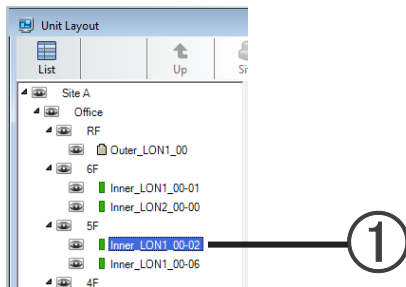 Unit Layout
List
Up
Site A
Office
RF
Outer_LON1_00
6F
Inner_LON1_00-01
Inner_LON2_00-00
5F
Inner_LON1_00-02
①
Inner_LON1_00-06
4F